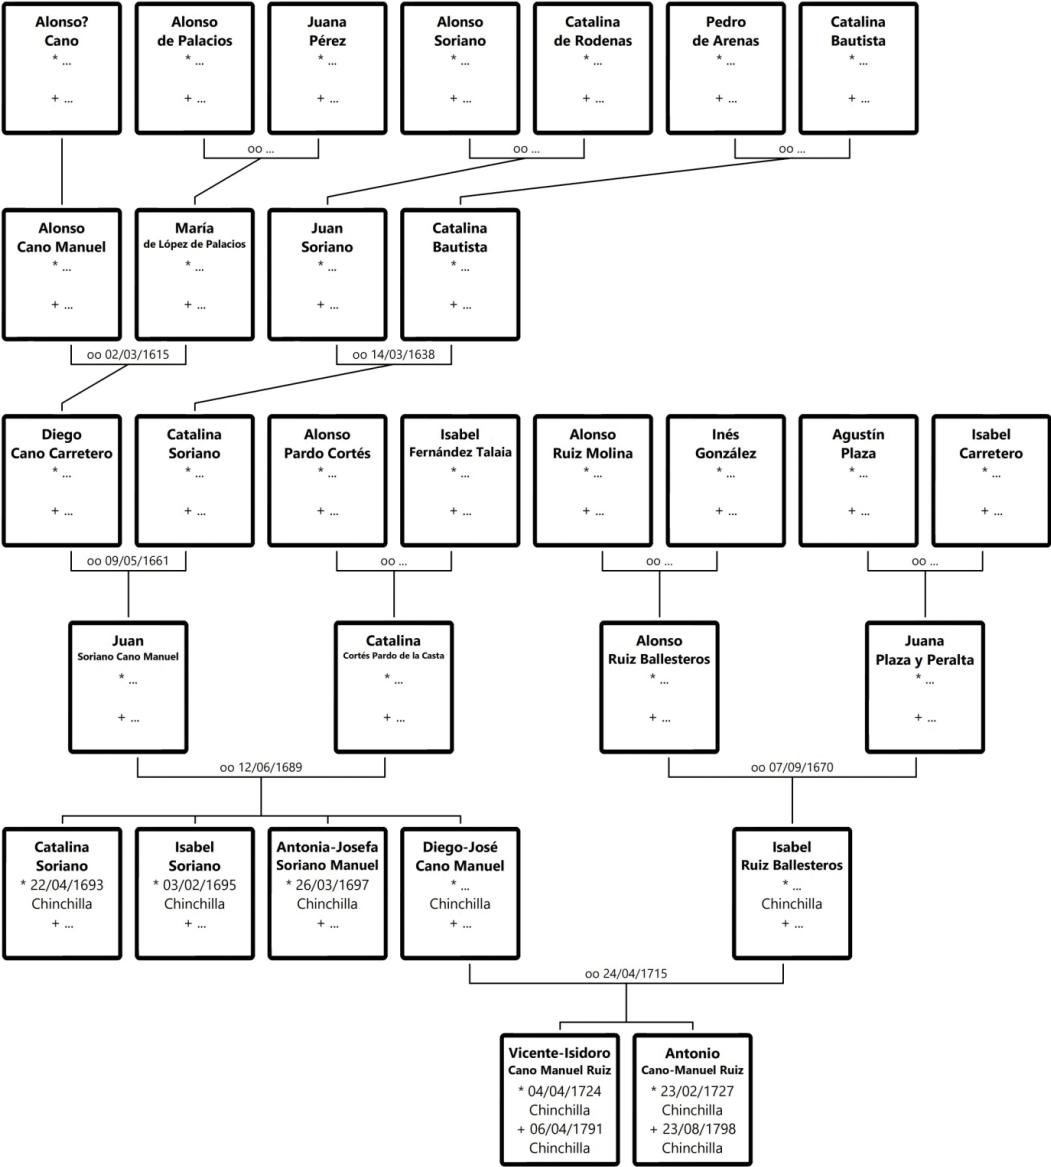 Alonso?
Cano
* ...
+ ...
Alonso
de Palacios
* ...
+ ...
Juana
Pérez
* ...
+ ...
Alonso
Soriano
* ...
+ ...
Catalina
de Rodenas
* ...
+ ...
Pedro
de Arenas
* ...
+ ...
Catalina
Bautista
* ...
+ ...
oo ...
oo ...
oo ...
Alonso
Cano Manuel
* ...
+ ...
María
de López de Palacios
* ...
+ ...
Juan
Soriano
* ...
+ ...
Catalina
Bautista
* ...
+ ...
oo 02/03/1615
oo 14/03/1638
Diego
Cano Carretero
* ...
+ ...
Catalina
Soriano
* ...
+ ...
Alonso
Pardo Cortés
* ...
+ ...
Isabel
Fernández Talaia
* ...
+ ...
Alonso
Ruiz Molina
* ...
+ ...
Inés
González
* ...
+ ...
Agustín
Plaza
* ...
+ ...
Isabel
Carretero
* ...
+ ...
oo 09/05/1661
oo ...
oo ...
oo ...
Juan
Soriano Cano Manuel
* ...
+ ...
Catalina
Cortés Pardo de la Casta
* ...
+ ...
Alonso
Ruiz Ballesteros
* ...
+ ...
Juana
Plaza y Peralta
* ...
+ ...
oo 12/06/1689
oo 07/09/1670
Catalina
Soriano
* 22/04/1693
Chinchilla
+ ...
Isabel
Soriano
* 03/02/1695
Chinchilla
+ ...
Antonia-Josefa
Soriano Manuel
* 26/03/1697
Chinchilla
+ ...
Diego-José
Cano Manuel
* ...
Chinchilla
+ ...
Isabel
Ruiz Ballesteros
* ...
Chinchilla
+ ...
oo 24/04/1715
Vicente-Isidoro
Cano Manuel Ruiz
* 04/04/1724
Chinchilla
+ 06/04/1791
Chinchilla
Antonio
Cano-Manuel Ruiz
* 23/02/1727
Chinchilla
+ 23/08/1798
Chinchilla